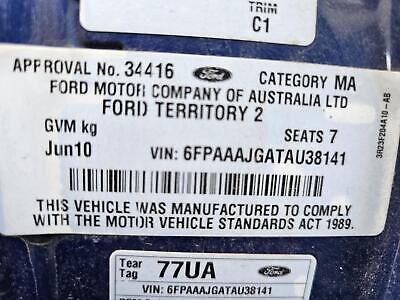 TRIM
C1
APPROVAL No. 34416 Ford CATEGORY MA
FORD MOTOR COMPANY OF AUSTRALIA LTD
FORD TERRITORY 2
GVM kg SEATS 7
Jun10 VIN: 6FPAAAJGATAU38141
THIS VEHICLE WAS MANUFACTURED TO COMPLY
WITH THE MOTOR VEHICLE STANDARDS ACT 1989.
3R23F204A10-AB
Tear Tag 77UA Ford
VIN: 6FPAAAJGATAU38141